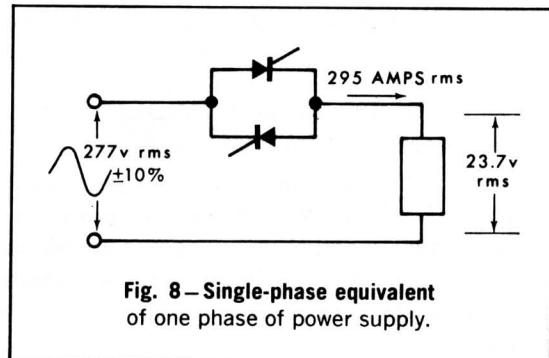 295 AMPS rms
277v rms
±10%
23.7v
rms
Fig. 8 — Single-phase equivalent
of one phase of power supply.